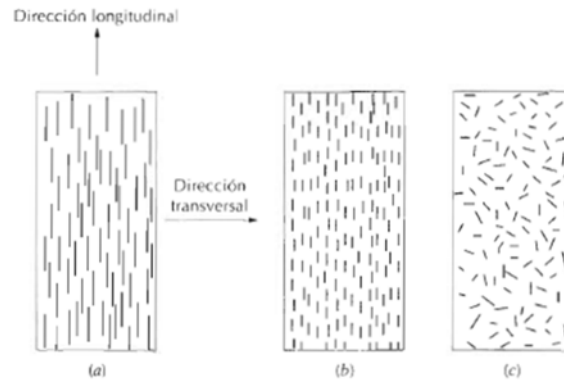 Dirección longitudinal
Dirección
transversal
(a)
(b)
(c)